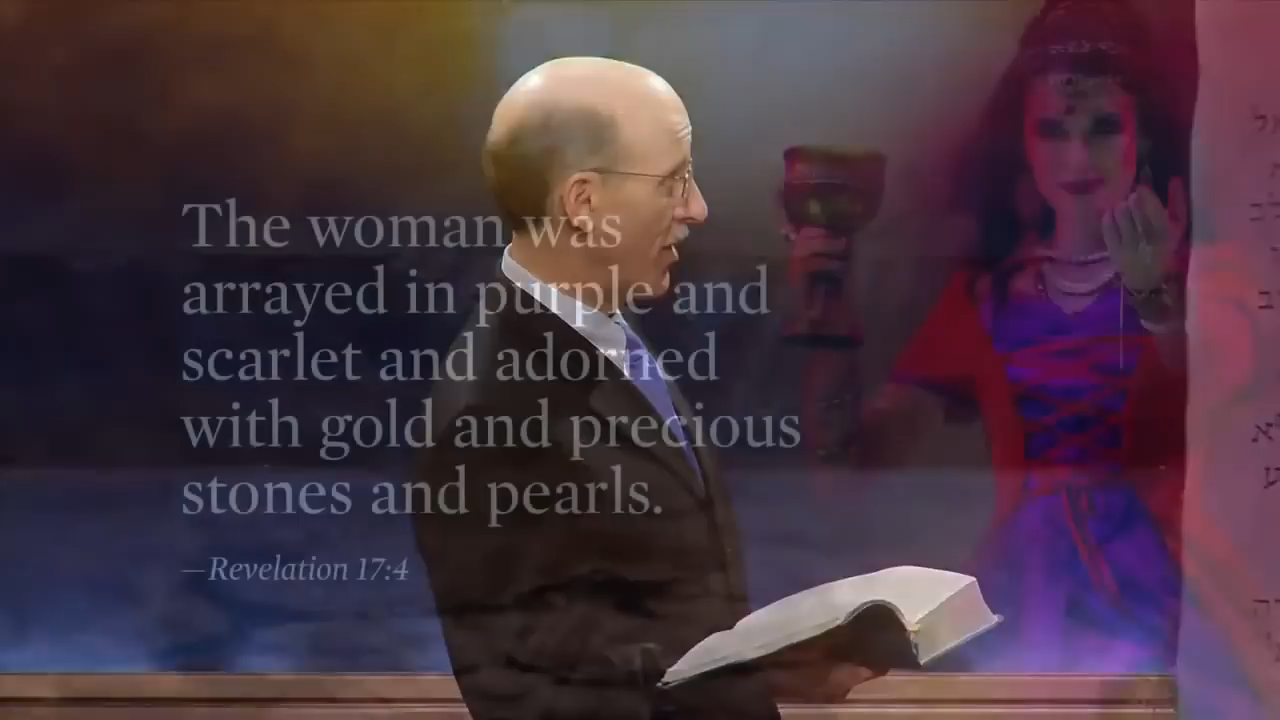 The woman was
arrayed in purple and
scarlet and adorned
with gold and precious
stones and pearls.
—Revelation 17:4